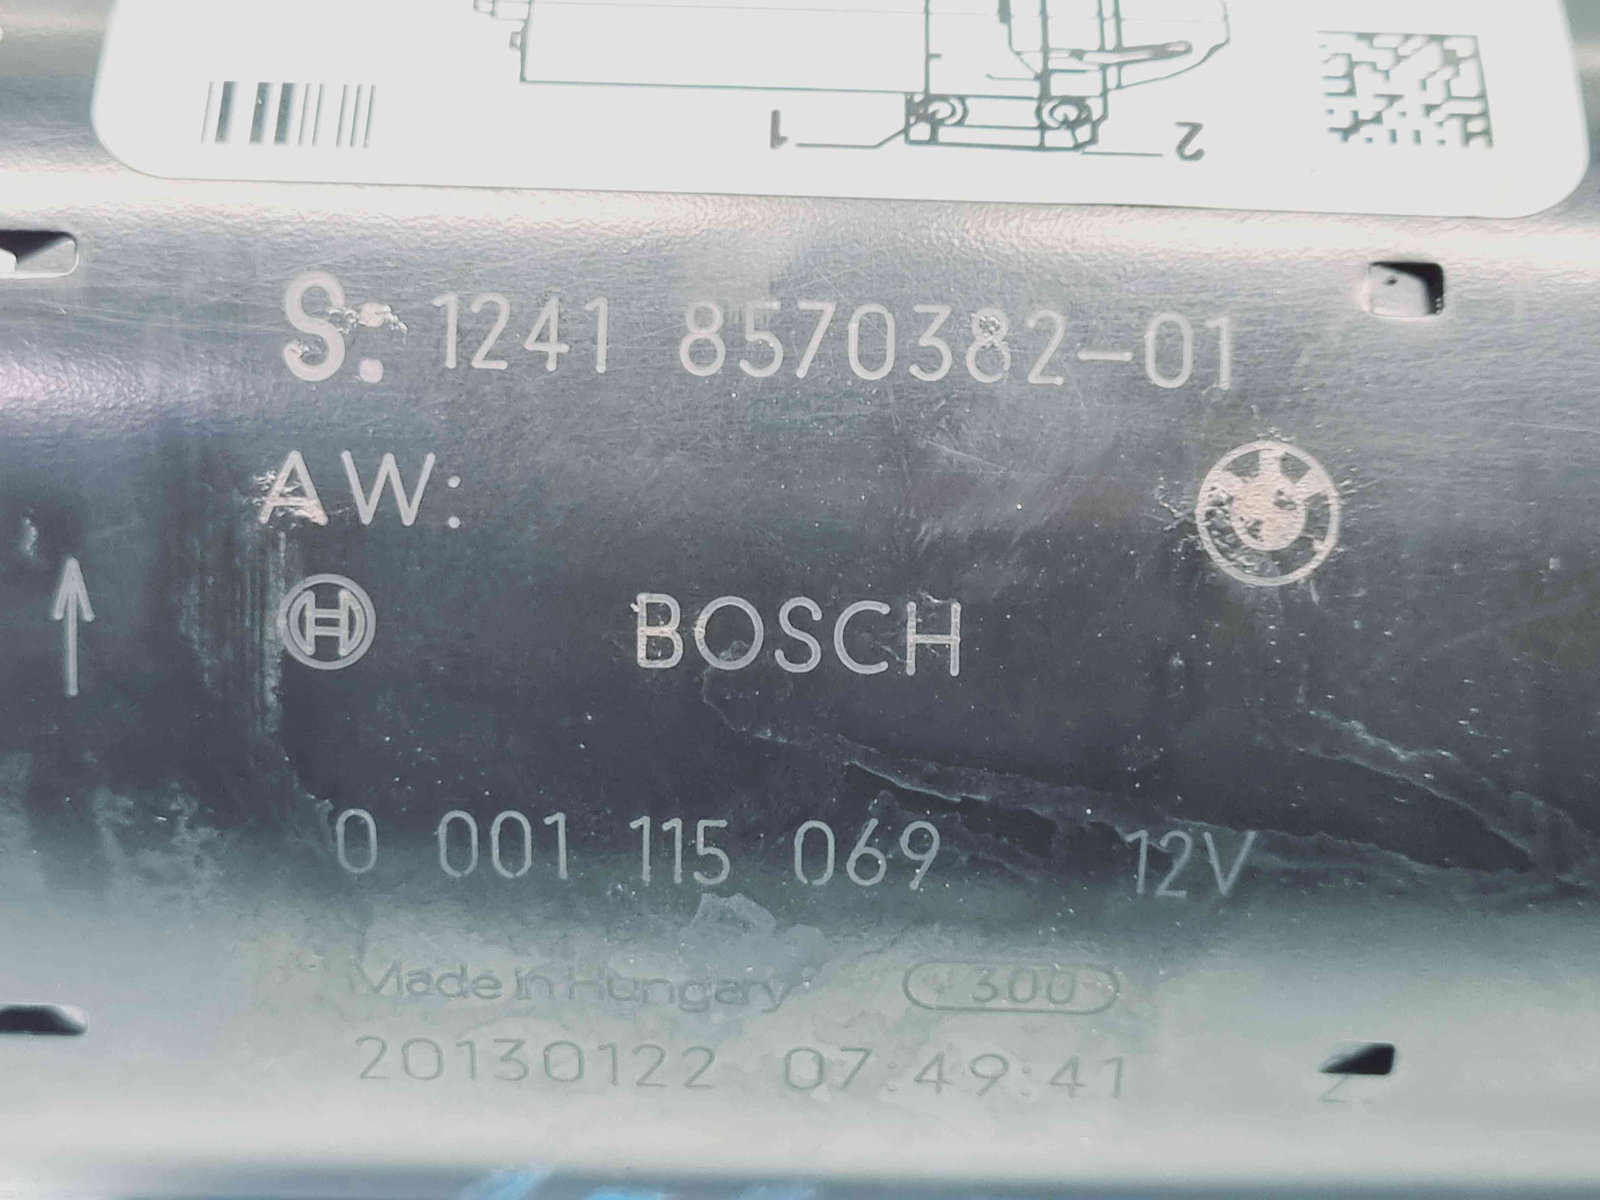 1
2
S: 1241 8570382-01
AW:
BOSCH
0 001 115 069 12V
Made in Hungary 300
20130122 07:49:41
2